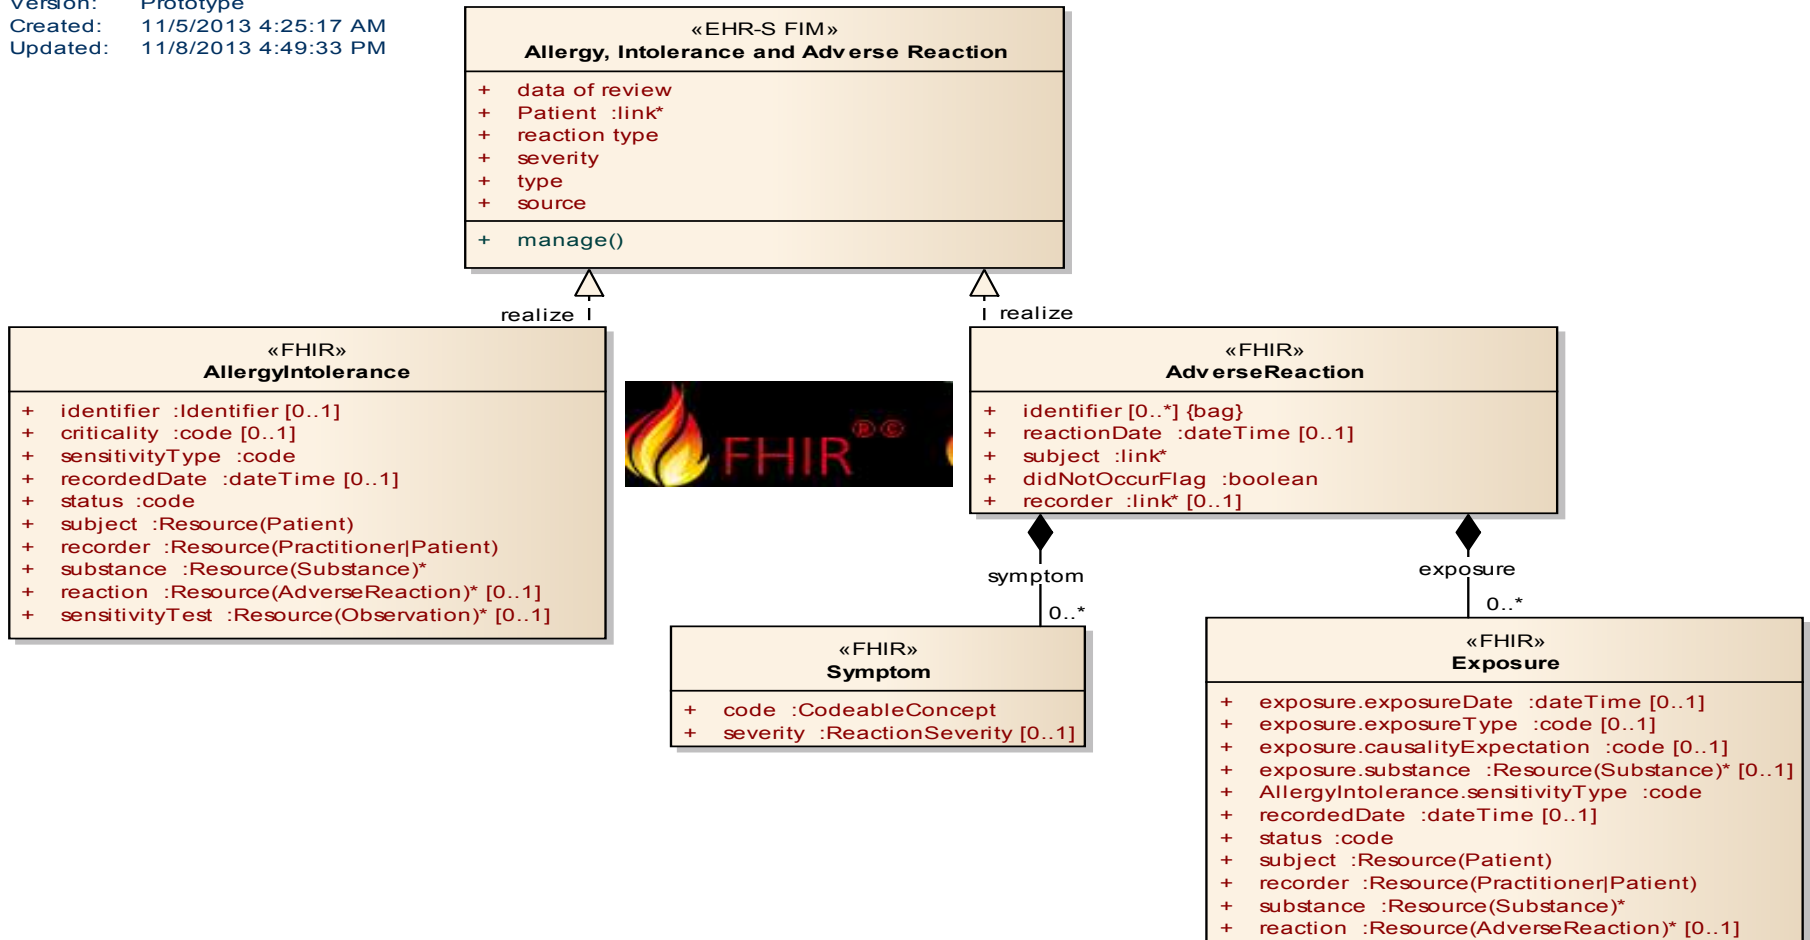 Version: Prototype
Created: 11/5/2013 4:25:17 AM
Updated: 11/8/2013 4:49:33 PM
«EHR-S FIM»
Allergy, Intolerance and Adverse Reaction
+ data of review
+ Patient :link*
+ reaction type
+ severity
+ type
+ source
+ manage()
realize
realize
«FHIR»
AllergyIntolerance
+ identifier :Identifier [0..1]
+ criticality :code [0..1]
+ sensitivityType :code
+ recordedDate :dateTime [0..1]
+ status :code
+ subject :Resource(Patient)
+ recorder :Resource(Practitioner|Patient)
+ substance :Resource(Substance)*
+ reaction :Resource(AdverseReaction)* [0..1]
+ sensitivityTest :Resource(Observation)* [0..1]
FHIR®©
«FHIR»
AdverseReaction
+ identifier [0..*] {bag}
+ reactionDate :dateTime [0..1]
+ subject :link*
+ didNotOccurFlag :boolean
+ recorder :link* [0..1]
symptom
0..*
exposure
0..*
«FHIR»
Symptom
+ code :CodeableConcept
+ severity :ReactionSeverity [0..1]
«FHIR»
Exposure
+ exposure.exposureDate :dateTime [0..1]
+ exposure.exposureType :code [0..1]
+ exposure.causalityExpectation :code [0..1]
+ exposure.substance :Resource(Substance)* [0..1]
+ AllergyIntolerance.sensitivityType :code
+ recordedDate :dateTime [0..1]
+ status :code
+ subject :Resource(Patient)
+ recorder :Resource(Practitioner|Patient)
+ substance :Resource(Substance)*
+ reaction :Resource(AdverseReaction)* [0..1]